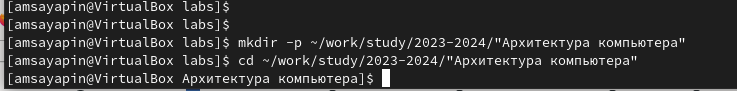 [amsayapin@VirtualBox labs]$
[amsayapin@VirtualBox labs]$
[amsayapin@VirtualBox labs]$ mkdir -p ~/work/study/2023-2024/"Архитектура компьютера"
[amsayapin@VirtualBox labs]$ cd ~/work/study/2023-2024/"Архитектура компьютера"
[amsayapin@VirtualBox Архитектура компьютера]$